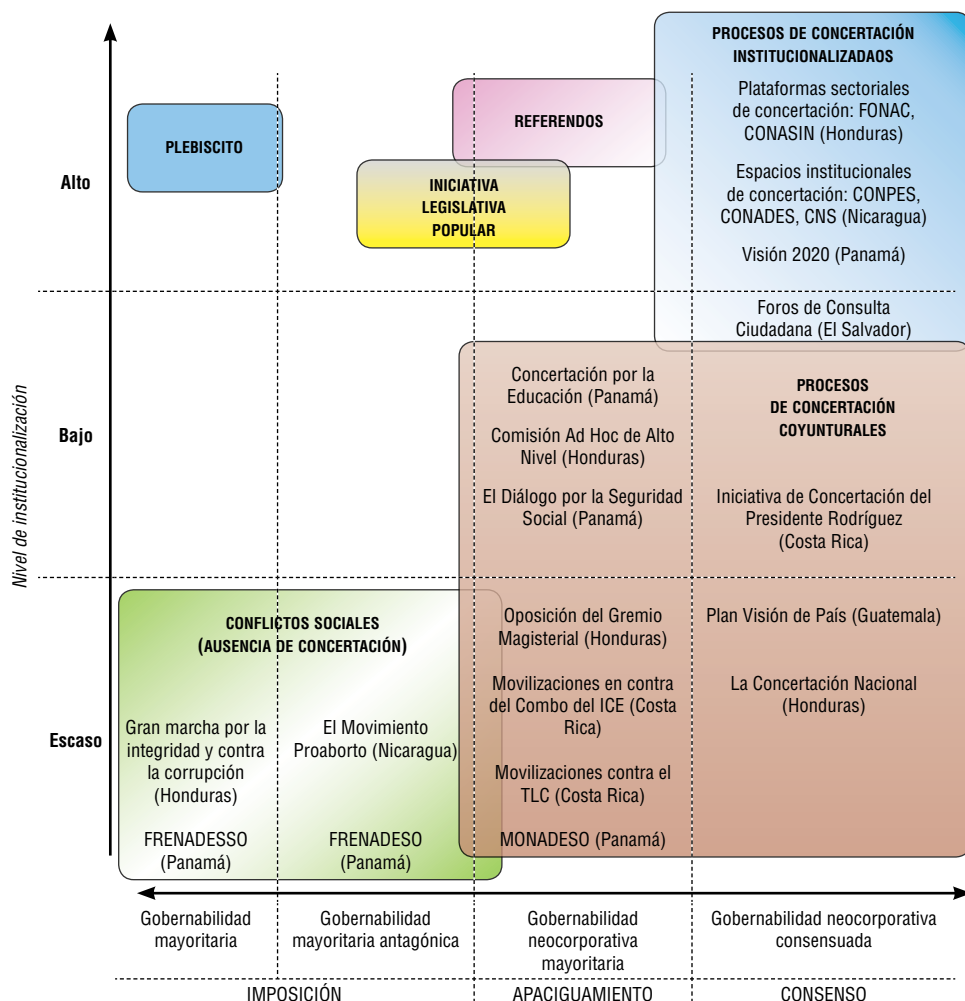 PROCESOS DE CONCERTACIÓN
INSTITUCIONALIZADAOS
Plataformas sectoriales
de concertación: FONAC,
CONASIN (Honduras)
Espacios institucionales
de concertación: CONPES,
CONADES, CNS (Nicaragua)
Visión 2020 (Panamá)
Foros de Consulta
Ciudadana (El Salvador)
PLEBISCITO
REFERENDOS
INICIATIVA
LEGISLATIVA
POPULAR
Alto
Nivel de institucionalización
Bajo
Concertación por la
Educación (Panamá)
Comisión Ad Hoc de Alto
Nivel (Honduras)
El Diálogo por la Seguridad
Social (Panamá)
PROCESOS
DE CONCERTACIÓN
COYUNTURALES
Iniciativa de Concertación del
Presidente Rodríguez
(Costa Rica)
Escaso
CONFLICTOS SOCIALES
(AUSENCIA DE CONCERTACIÓN)
Gran marcha por la
integridad y contra
la corrupción
(Honduras)
FRENADESSO
(Panamá)
El Movimiento
Proaborto (Nicaragua)
FRENADESO
(Panamá)
Oposición del Gremio
Magisterial (Honduras)
Movilizaciones en contra
del Combo del ICE (Costa
Rica)
Movilizaciones contra el
TLC (Costa Rica)
MONADESO (Panamá)
Plan Visión de País (Guatemala)
La Concertación Nacional
(Honduras)
Gobernabilidad
mayoritaria
Gobernabilidad
mayoritaria antagónica
Gobernabilidad
neocorporativa
mayoritaria
Gobernabilidad neocorporativa
consensuada
IMPOSICIÓN
APACIGUAMIENTO
CONSENSO